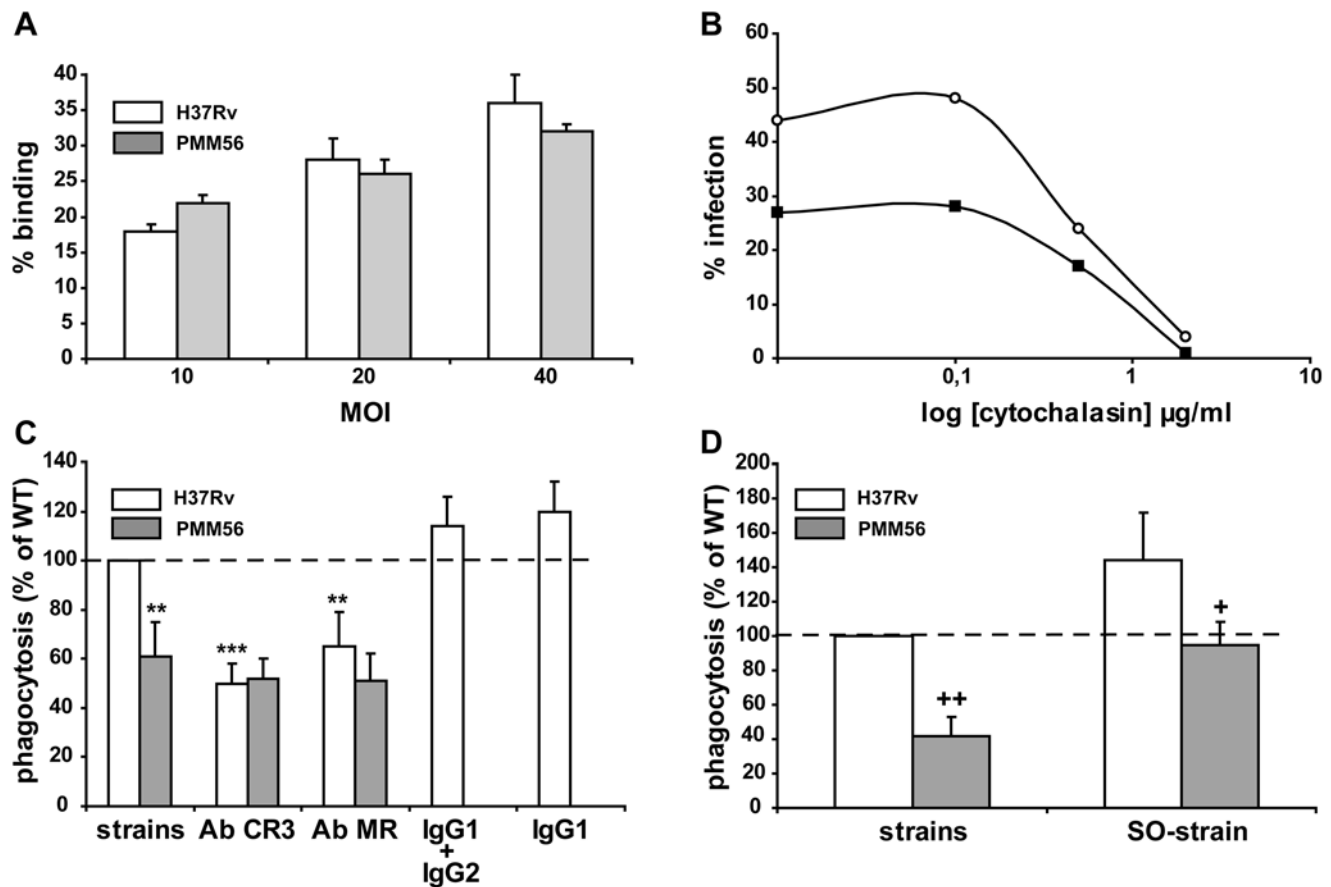 A
% binding
40
35
30
25
20
15
10
5
0
H37Rv
PMM56
10 20 40
MOI
B
% infection
60
50
40
30
20
10
0
0,1 1 10
log [cytochalasin] µg/ml
C
phagocytosis (% of WT)
140
120
100
80
60
40
20
0
H37Rv
PMM56
**
***
**
strains Ab CR3 Ab MR IgG1 IgG1
+
IgG2
D
phagocytosis (% of WT)
200
180
160
140
120
100
80
60
40
20
0
H37Rv
PMM56
++
+
strains SO-strain